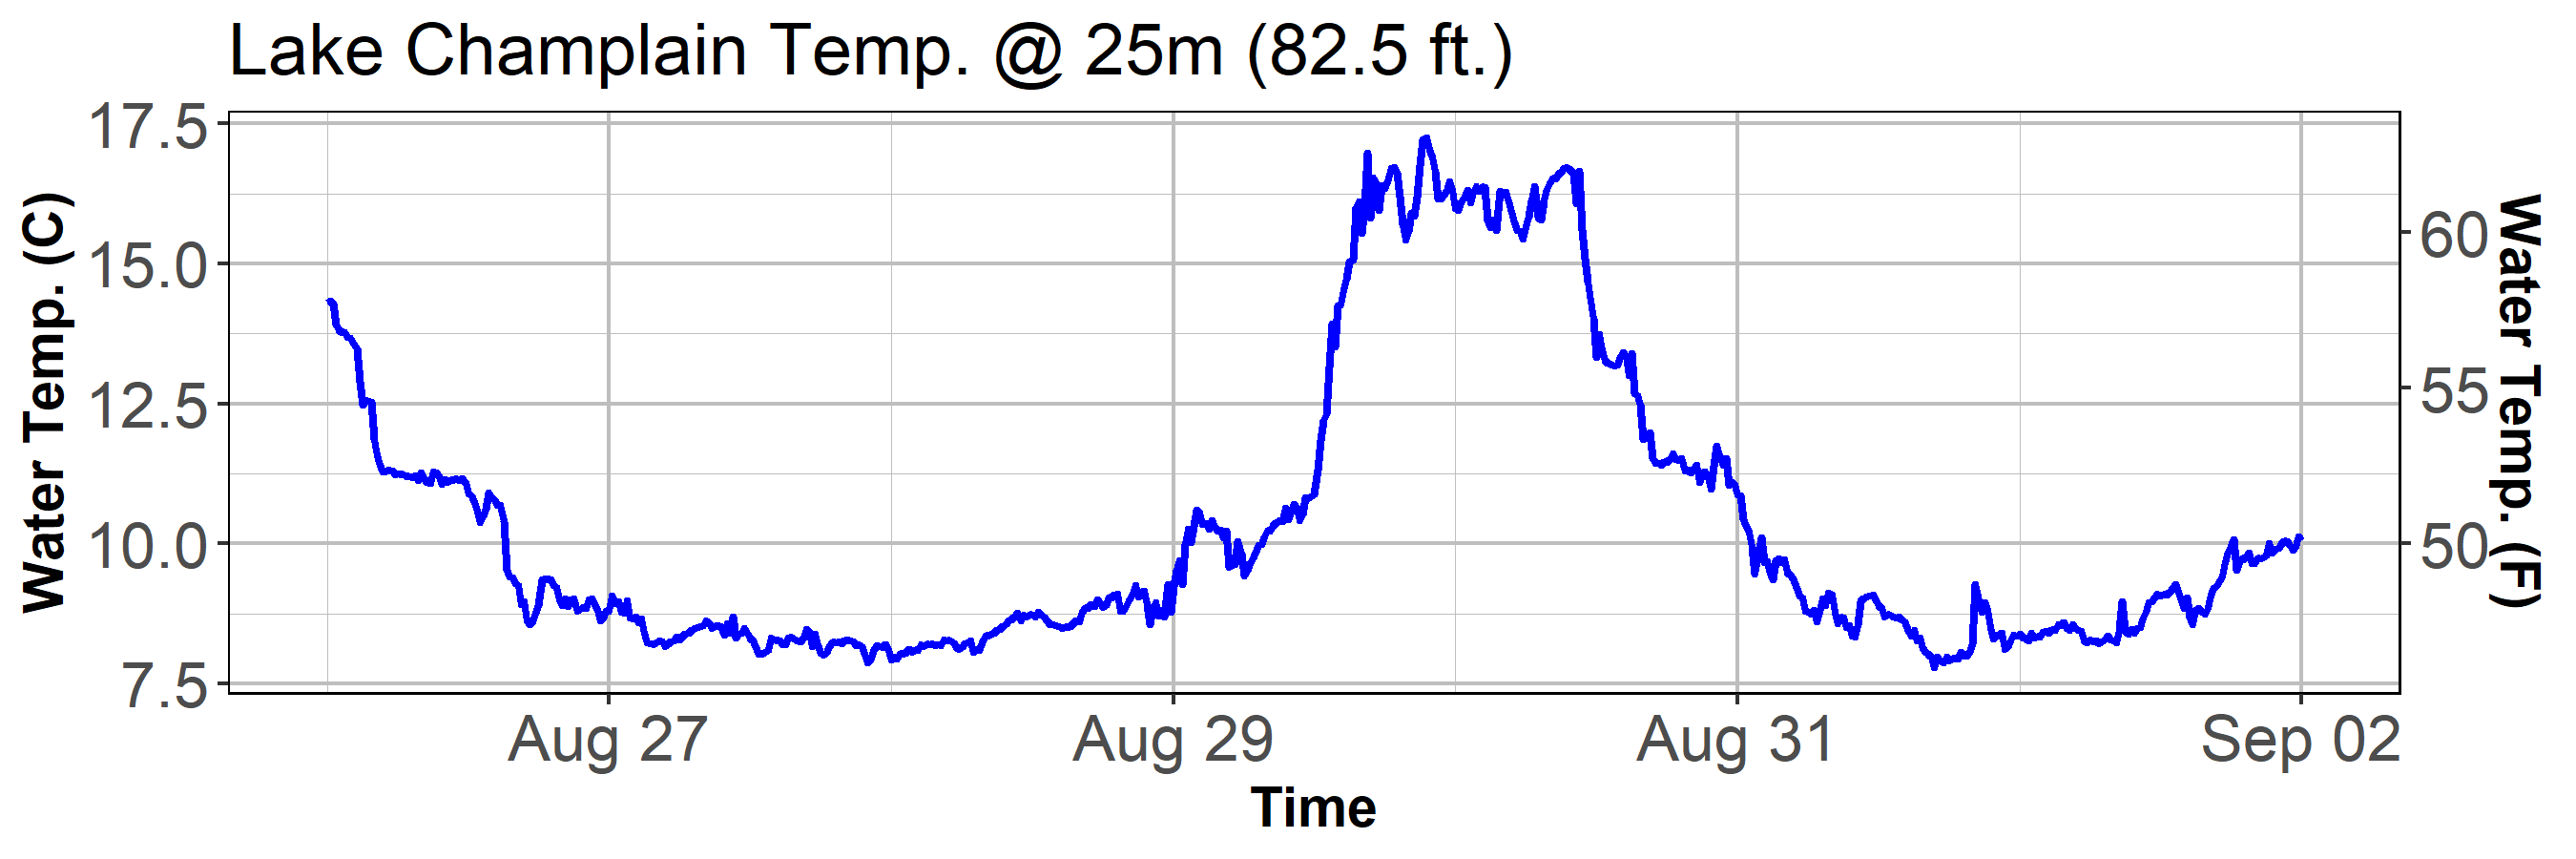 Lake Champlain Temp. @ 25m (82.5 ft.)
Water Temp. (C)
17.5
15.0
12.5
10.0
7.5
60
55
50
Water Temp. (F)
Aug 27 Aug 29 Aug 31 Sep 02
Time